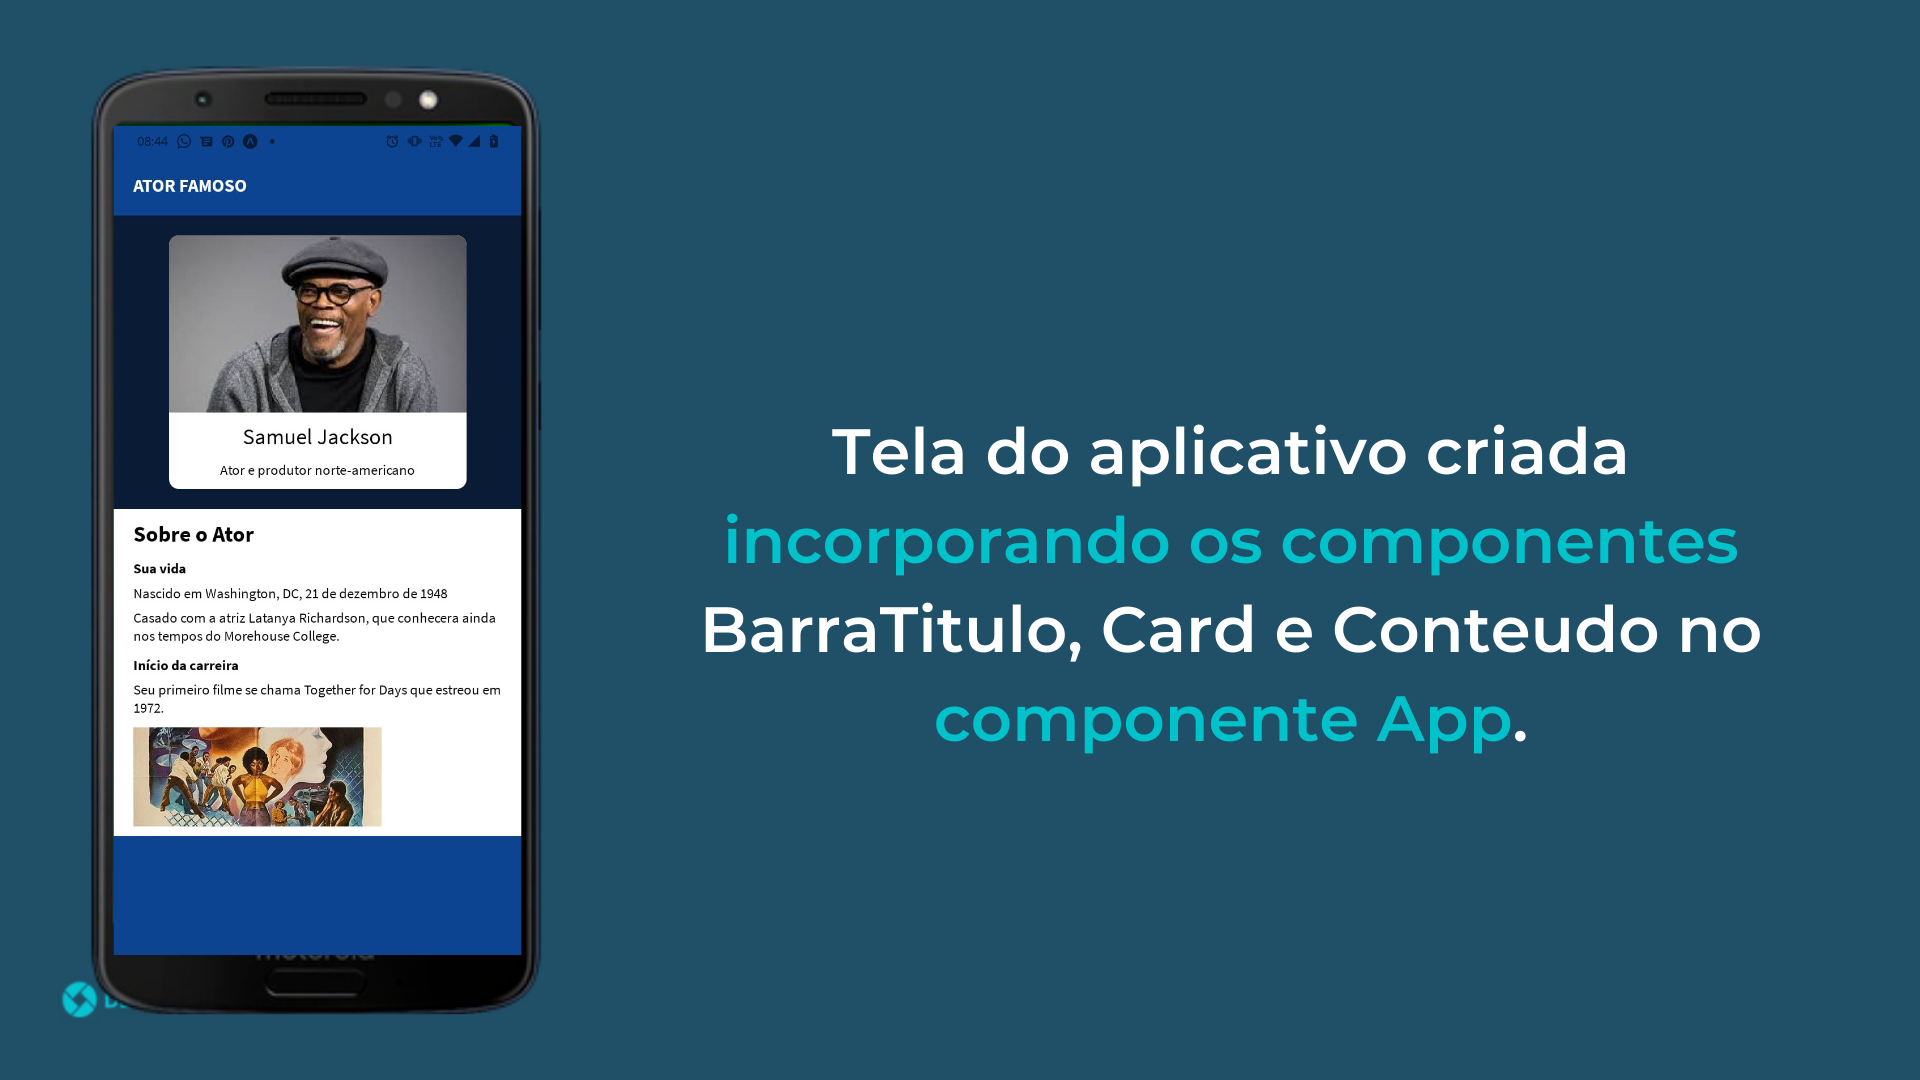 08:44
ATOR FAMOSO
Samuel Jackson
Ator e produtor norte-americano
Sobre o Ator
Sua vida
Nascido em Washington, DC, 21 de dezembro de 1948
Casado com a atriz Latanya Richardson, que conhecera ainda
nos tempos do Morehouse College.
Início da carreira
Seu primeiro filme se chama Together for Days que estreou em
1972.
Tela do aplicativo criada
incorporando os componentes
BarraTitulo, Card e Conteudo no
componente App.